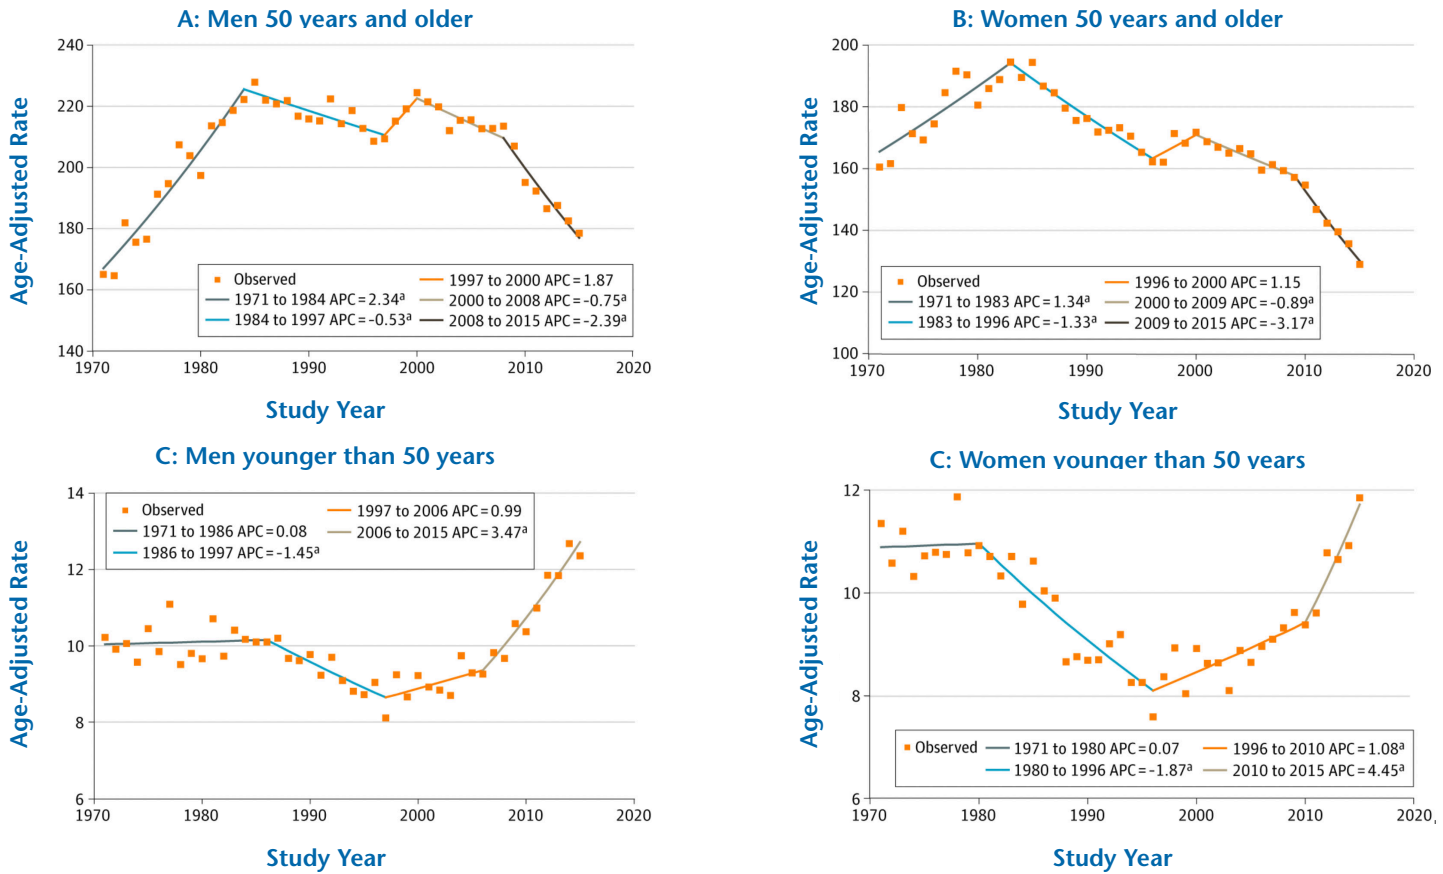 A: Men 50 years and older
Age-Adjusted Rate
240
220
200
180
160
140
Observed
1971 to 1984 APC = 2.34ª
1984 to 1997 APC = -0.53ª
1997 to 2000 APC = 1.87
2000 to 2008 APC = -0.75ª
2008 to 2015 APC = -2.39ª
1970 1980 1990 2000 2010 2020
Study Year
B: Women 50 years and older
Age-Adjusted Rate
200
180
160
140
120
100
Observed
1971 to 1983 APC = 1.34ª
1983 to 1996 APC = -1.33ª
1996 to 2000 APC = 1.15
2000 to 2009 APC = -0.89ª
2009 to 2015 APC = -3.17ª
1970 1980 1990 2000 2010 2020
Study Year
C: Men younger than 50 years
Age-Adjusted Rate
14
12
10
8
6
Observed
1971 to 1986 APC = 0.08
1986 to 1997 APC = -1.45ª
1997 to 2006 APC = 0.99
2006 to 2015 APC = 3.47ª
1970 1980 1990 2000 2010 2020
Study Year
C: Women younger than 50 years
Age-Adjusted Rate
12
10
8
6
Observed
1971 to 1980 APC = 0.07
1980 to 1996 APC = -1.87ª
1996 to 2010 APC = 1.08ª
2010 to 2015 APC = 4.45ª
1970 1980 1990 2000 2010 2020.
Study Year